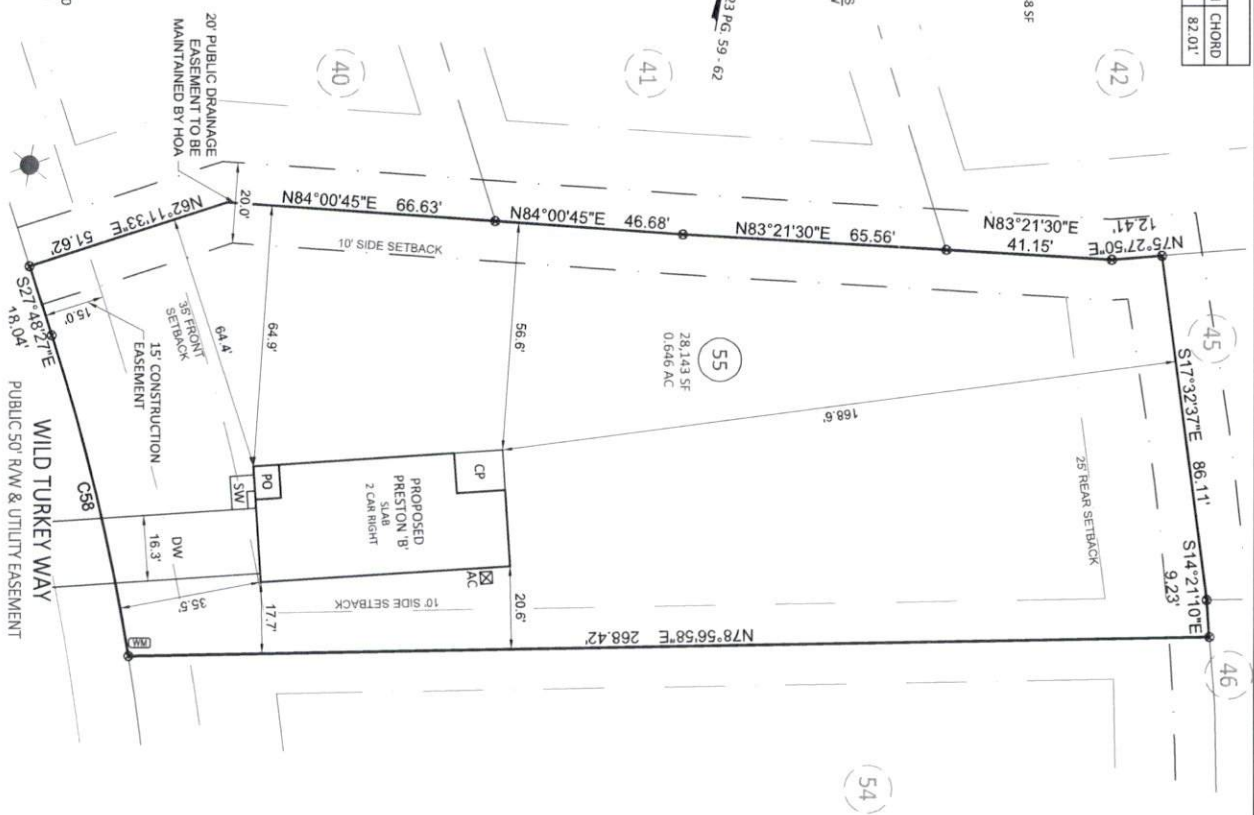 8 SF
CHORD
82.01'
23 PG. 59 - 62
42
41
40
45
46
54
20' PUBLIC DRAINAGE
EASEMENT TO BE
MAINTAINED BY HOA
20.0'
N62°11'33"E 51.62'
N84°00'45"E 66.63'
N84°00'45"E 46.68'
N83°21'30"E 65.56'
N83°21'30"E
41.15'
N75°27'50"E
12.41'
S17°32'37"E 86.11'
S14°21'10"E
9.23'
10' SIDE SETBACK
35' FRONT
SETBACK
64.4'
64.9'
56.6'
55
28,143 SF
0.646 AC
168.6'
25' REAR SETBACK
S27°48'27"E
18.04'
15.0'
15' CONSTRUCTION
EASEMENT
PO
SW
CP
PROPOSED
PRESTON 'B'
SLAB
2 CAR RIGHT
AC
20.6'
17.7'
10' SIDE SETBACK
N78°56'58"E 268.42'
C58
16.3'
DW
35.5'
WM
WILD TURKEY WAY
PUBLIC 50' R/W & UTILITY EASEMENT